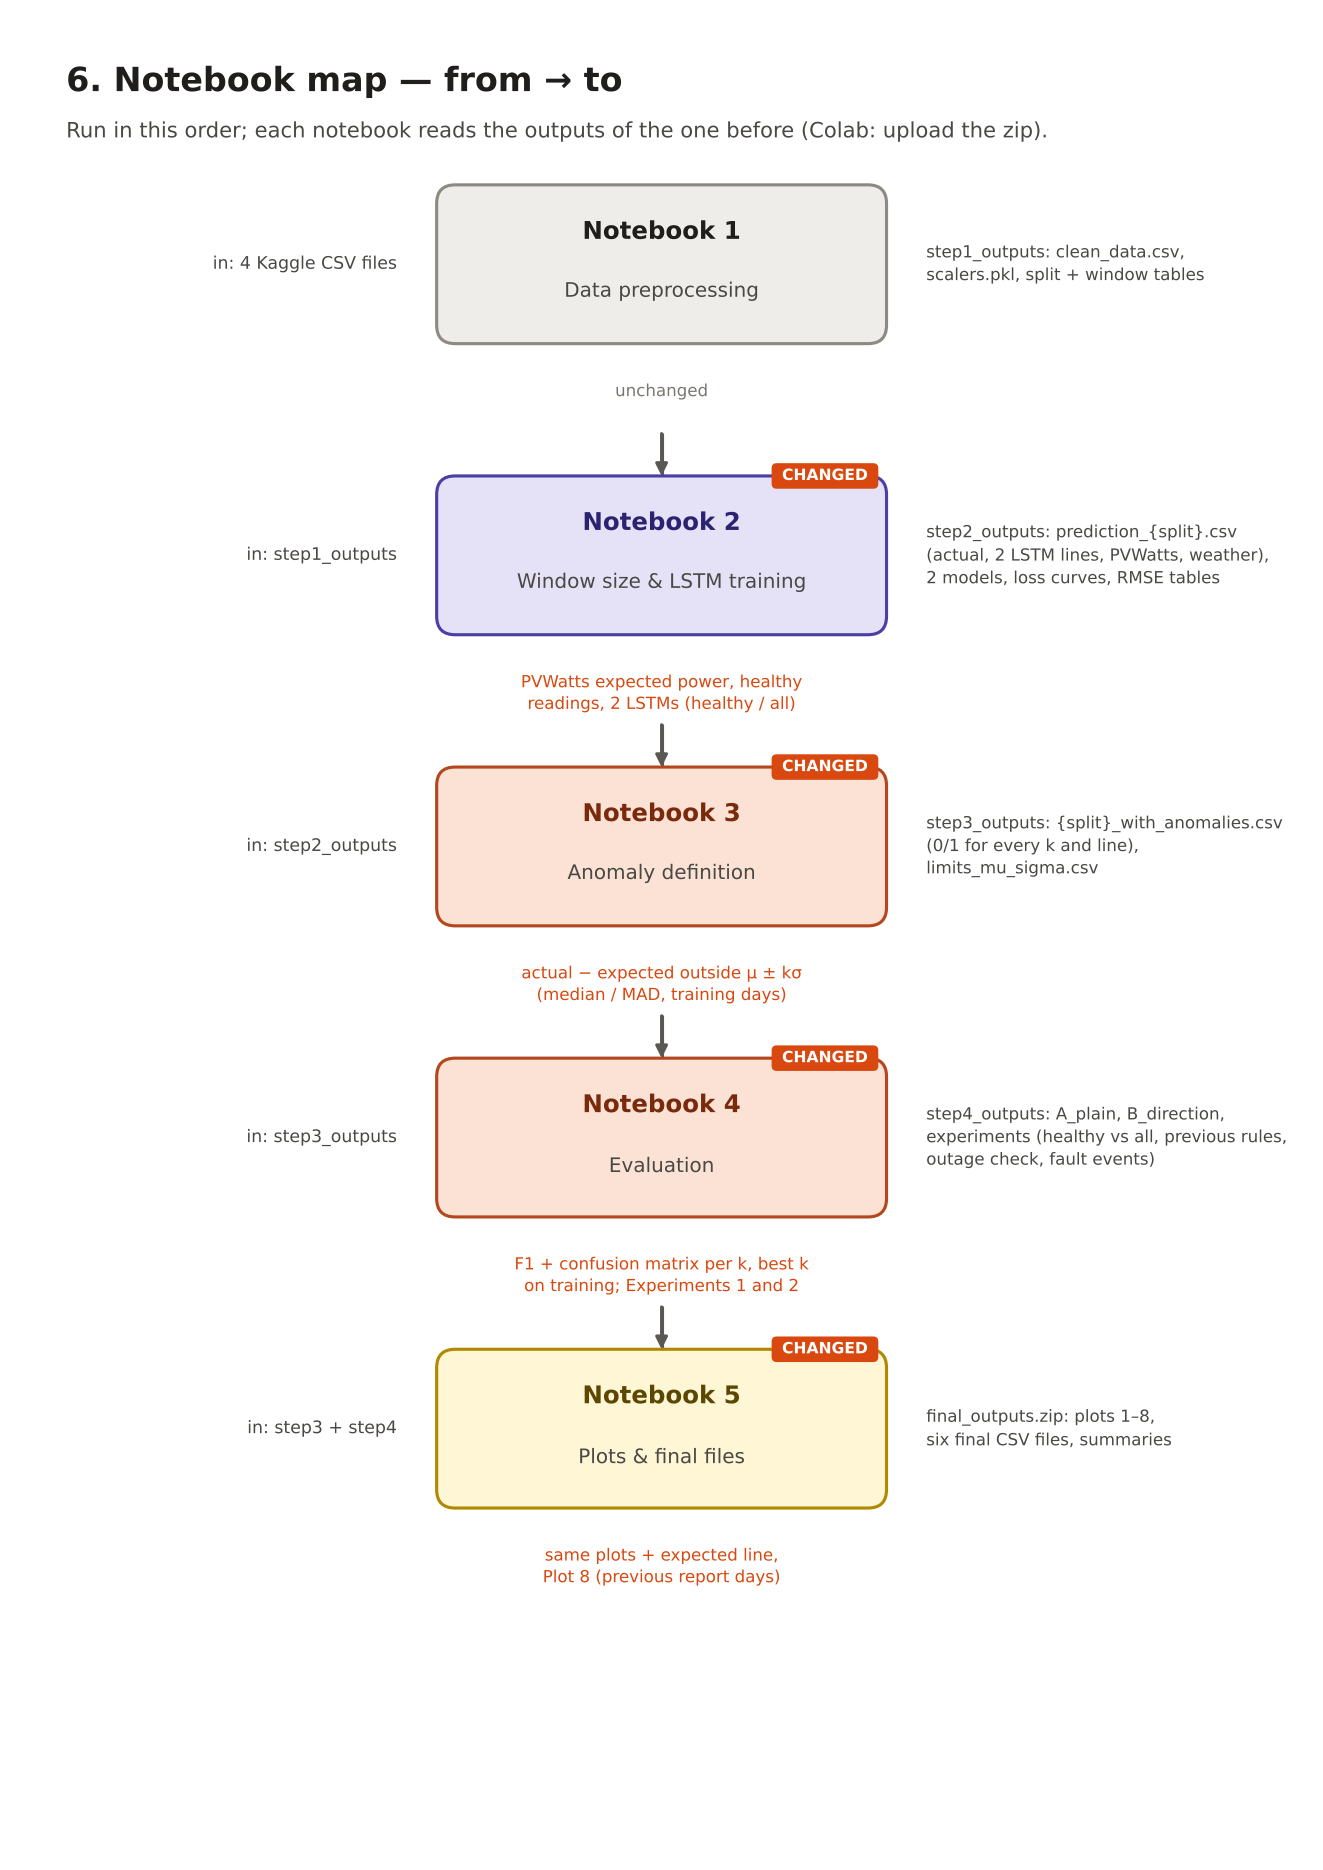 6. Notebook map — from → to
Run in this order; each notebook reads the outputs of the one before (Colab: upload the zip).
Notebook 1
Data preprocessing
in: 4 Kaggle CSV files
step1_outputs: clean_data.csv,
scalers.pkl, split + window tables
unchanged
CHANGED
Notebook 2
Window size & LSTM training
in: step1_outputs
step2_outputs: prediction_{split}.csv
(actual, 2 LSTM lines, PVWatts, weather),
2 models, loss curves, RMSE tables
PVWatts expected power, healthy
readings, 2 LSTMs (healthy / all)
CHANGED
Notebook 3
Anomaly definition
in: step2_outputs
step3_outputs: {split}_with_anomalies.csv
(0/1 for every k and line),
limits_mu_sigma.csv
actual − expected outside μ ± kσ
(median / MAD, training days)
CHANGED
Notebook 4
Evaluation
in: step3_outputs
step4_outputs: A_plain, B_direction,
experiments (healthy vs all, previous rules,
outage check, fault events)
F1 + confusion matrix per k, best k
on training; Experiments 1 and 2
CHANGED
Notebook 5
Plots & final files
in: step3 + step4
final_outputs.zip: plots 1–8,
six final CSV files, summaries
same plots + expected line,
Plot 8 (previous report days)